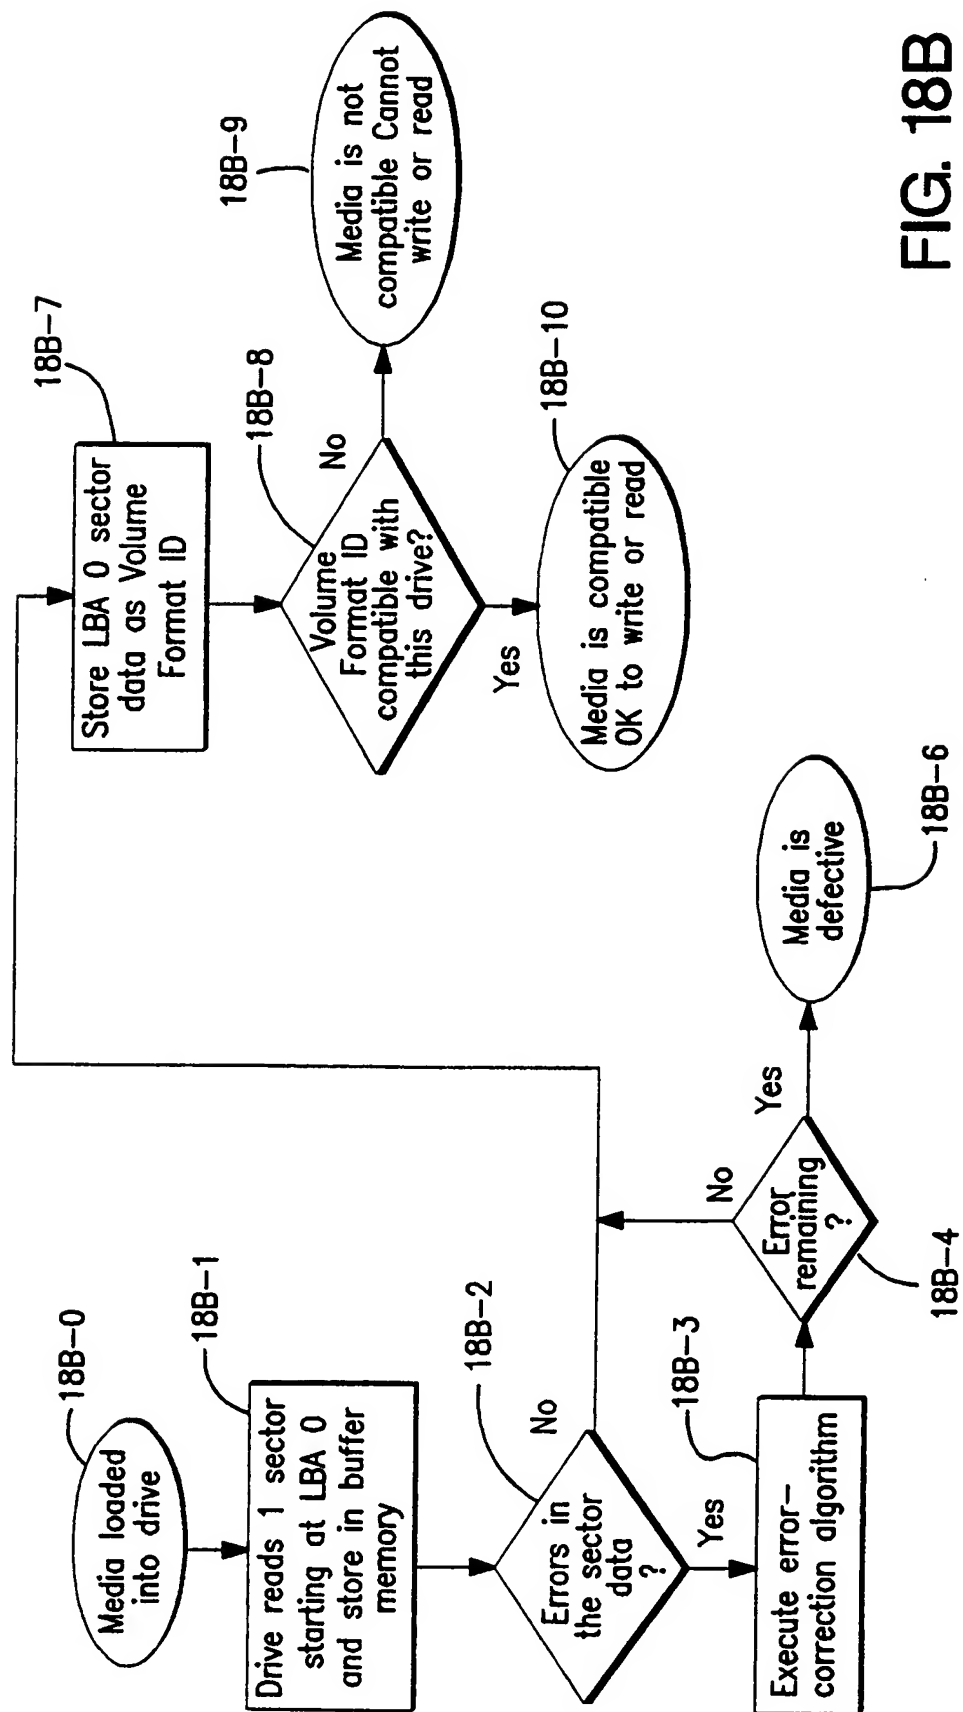 Media loaded
into drive
18B-0
Drive reads 1 sector
starting at LBA 0
and store in buffer
memory
18B-1
Errors in
the sector
data
?
18B-2
No
Yes
Execute error-
correction algorithm
18B-3
Error
remaining
?
18B-4
No
Yes
Media is
defective
18B-6
Store LBA 0 sector
data as Volume
Format ID
18B-7
Volume
Format ID
compatible with
this drive?
18B-8
No
Yes
Media is not
compatible Cannot
write or read
18B-9
Media is compatible
OK to write or read
18B-10
FIG. 18B